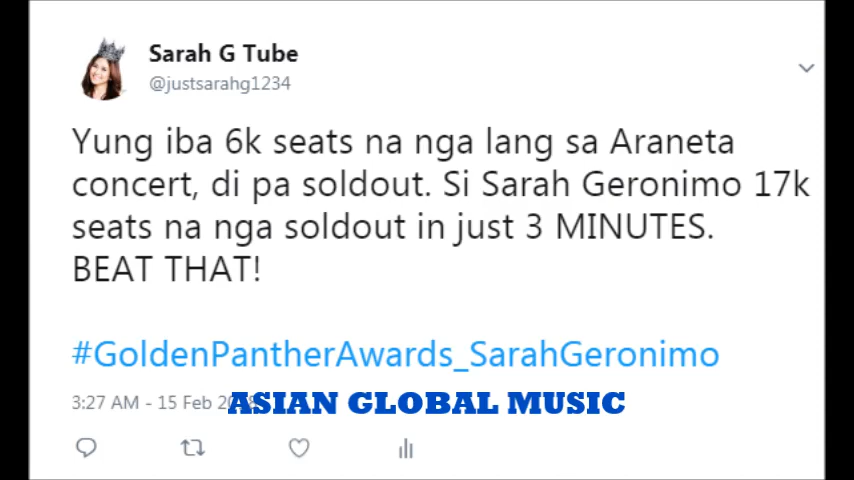 Sarah G Tube
@justsarahg1234
Yung iba 6k seats na nga lang sa Araneta
concert, di pa soldout. Si Sarah Geronimo 17k
seats na nga soldout in just 3 MINUTES.
BEAT THAT!
#GoldenPantherAwards_SarahGeronimo
3:27 AM - 15 Feb
ASIAN GLOBAL MUSIC